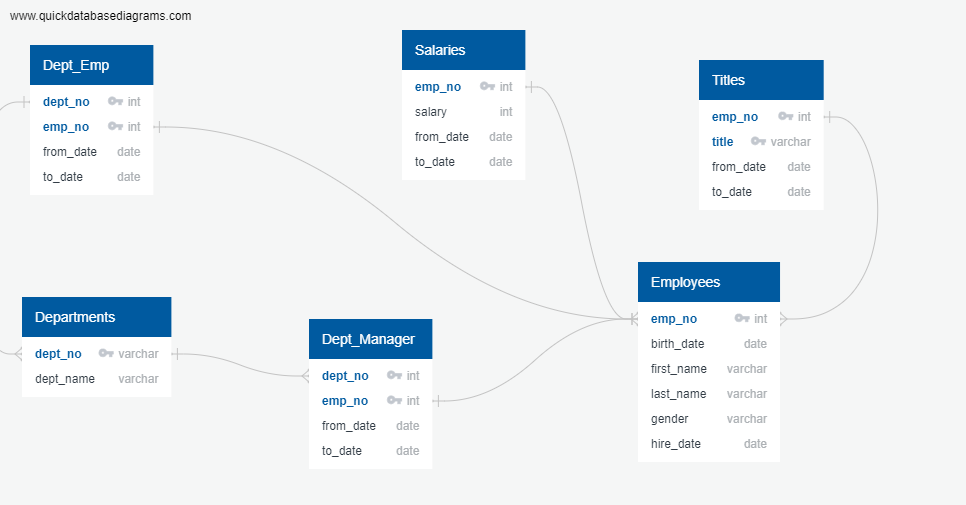 www.quickdatabasediagrams.com
Dept_Emp
dept_no int
emp_no int
from_date date
to_date date
Salaries
emp_no int
salary int
from_date date
to_date date
Titles
emp_no int
title varchar
from_date date
to_date date
Departments
dept_no varchar
dept_name varchar
Dept_Manager
dept_no int
emp_no int
from_date date
to_date date
Employees
emp_no int
birth_date date
first_name varchar
last_name varchar
gender varchar
hire_date date